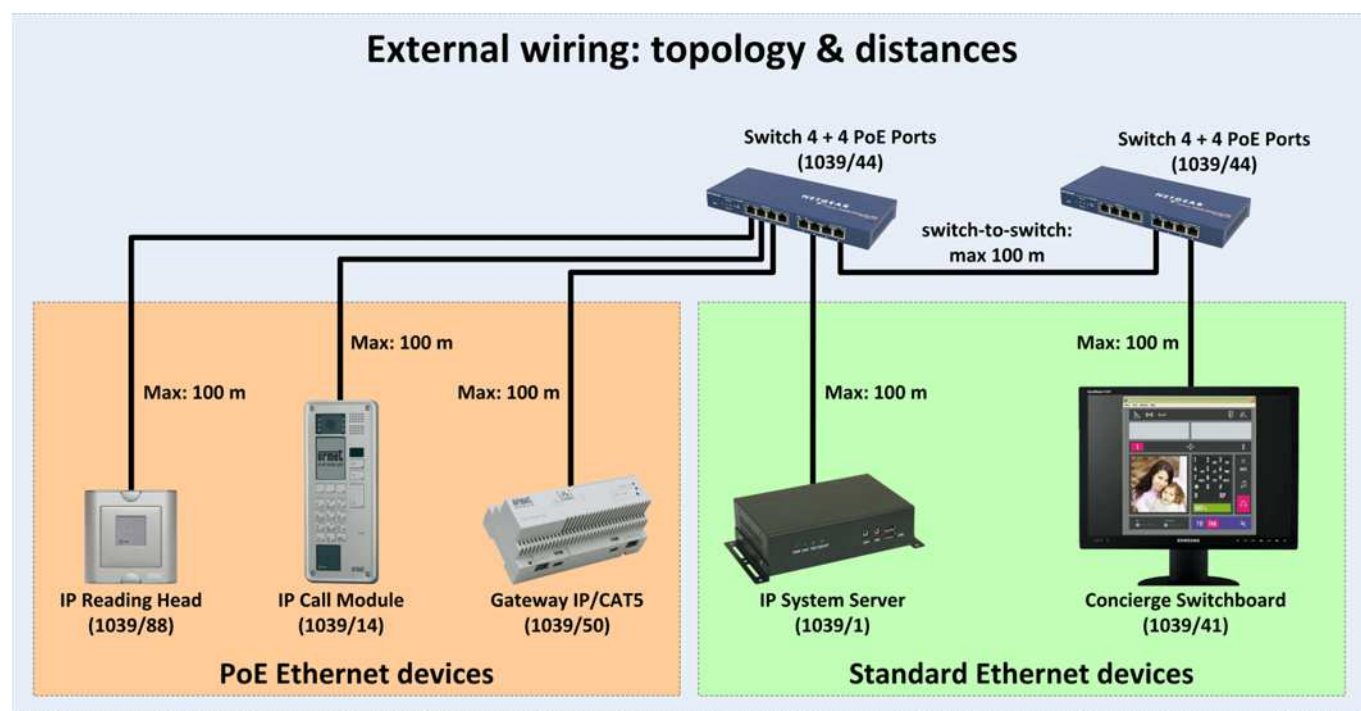 External wiring: topology & distances
Switch 4 + 4 PoE Ports
(1039/44)
Switch 4 + 4 PoE Ports
(1039/44)
NETGEAR
NETGEAR
switch-to-switch:
max 100 m
Max: 100 m
Max: 100 m
Max: 100 m
Max: 100 m
Max: 100 m
SAMSUNG
IP Reading Head
(1039/88)
IP Call Module
(1039/14)
Gateway IP/CAT5
(1039/50)
IP System Server
(1039/1)
Concierge Switchboard
(1039/41)
PoE Ethernet devices
Standard Ethernet devices